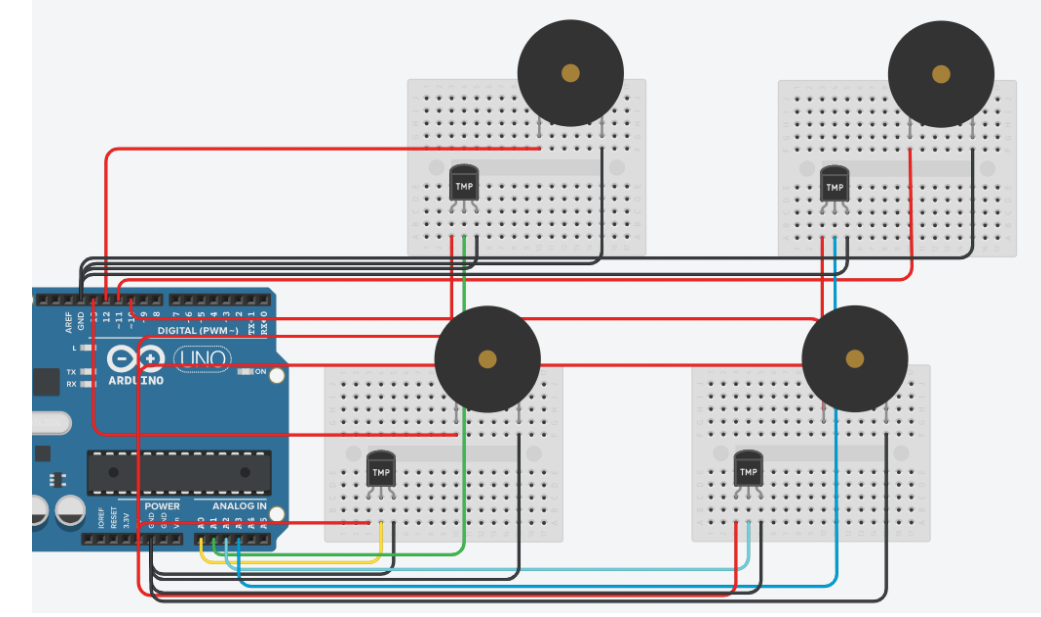 TMP
TMP
AREF
GND
12
~11
~10
~9
8
7
~6
~5
4
~3
2
TX→1
RX←0
DIGITAL (PWM~)
L
TX
RX
UNO
ON
ARDUINO
TMP
TMP
POWER
ANALOG IN
IOREF
RESET
3.3V
GND
GND
Vin
A0
A1
A2
A3
A4
A5